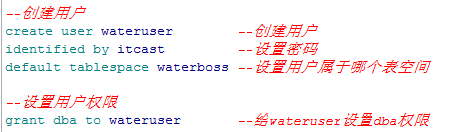 --创建用户
create user wateruser --创建用户
identified by itcast --设置密码
default tablespace waterboss --设置用户属于哪个表空间
--设置用户权限
grant dba to wateruser --给wateruser设置dba权限